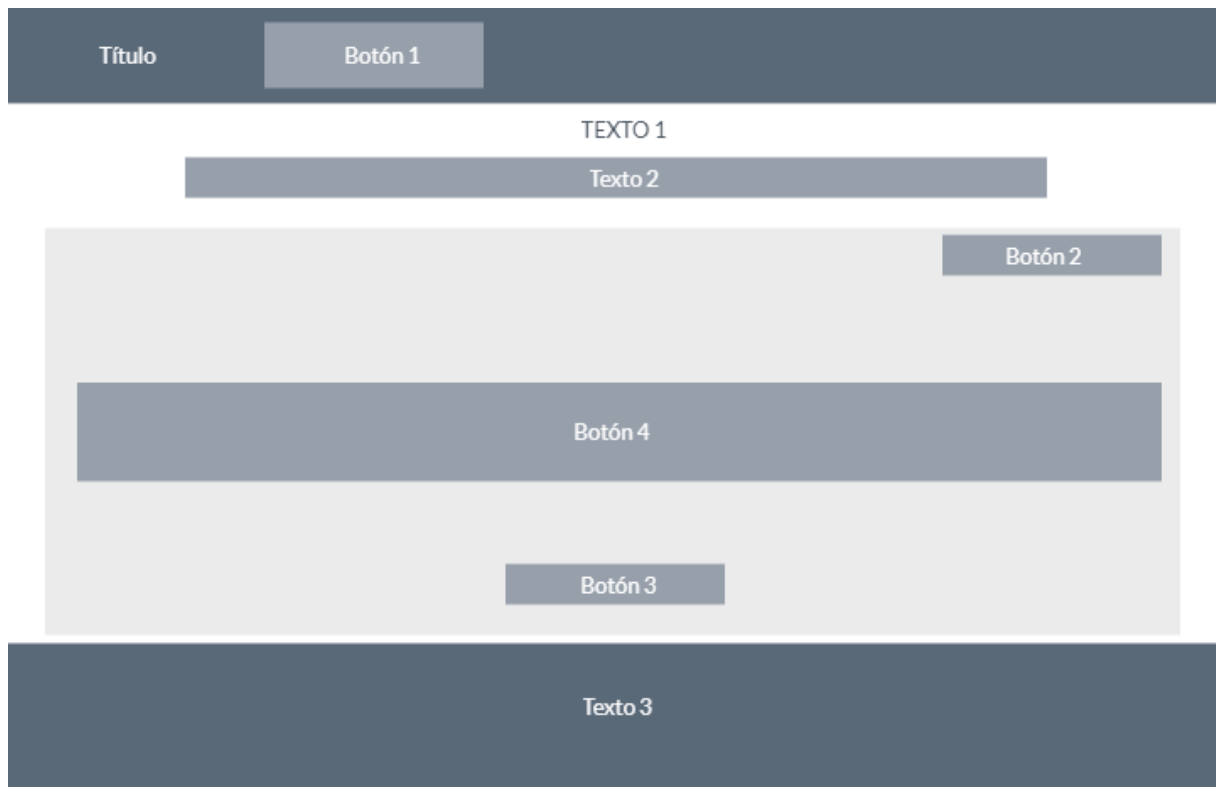 Título
Botón 1
TEXTO 1
Texto 2
Botón 2
Botón 4
Botón 3
Texto 3